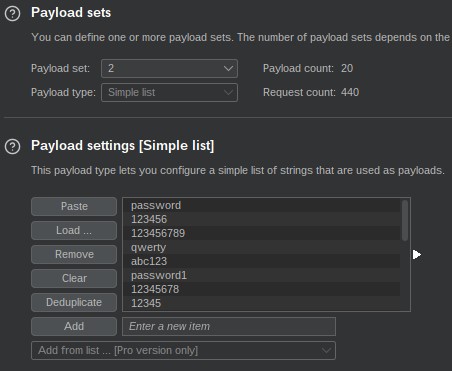 ? Payload sets
You can define one or more payload sets. The number of payload sets depends on the
Payload set: 2 Payload count: 20
Payload type: Simple list Request count: 440
? Payload settings [Simple list]
This payload type lets you configure a simple list of strings that are used as payloads.
Paste password
123456
Load ... 123456789
qwerty
Remove abc123
Clear password1
12345678
Deduplicate 12345
Add Enter a new item
Add from list ... [Pro version only]